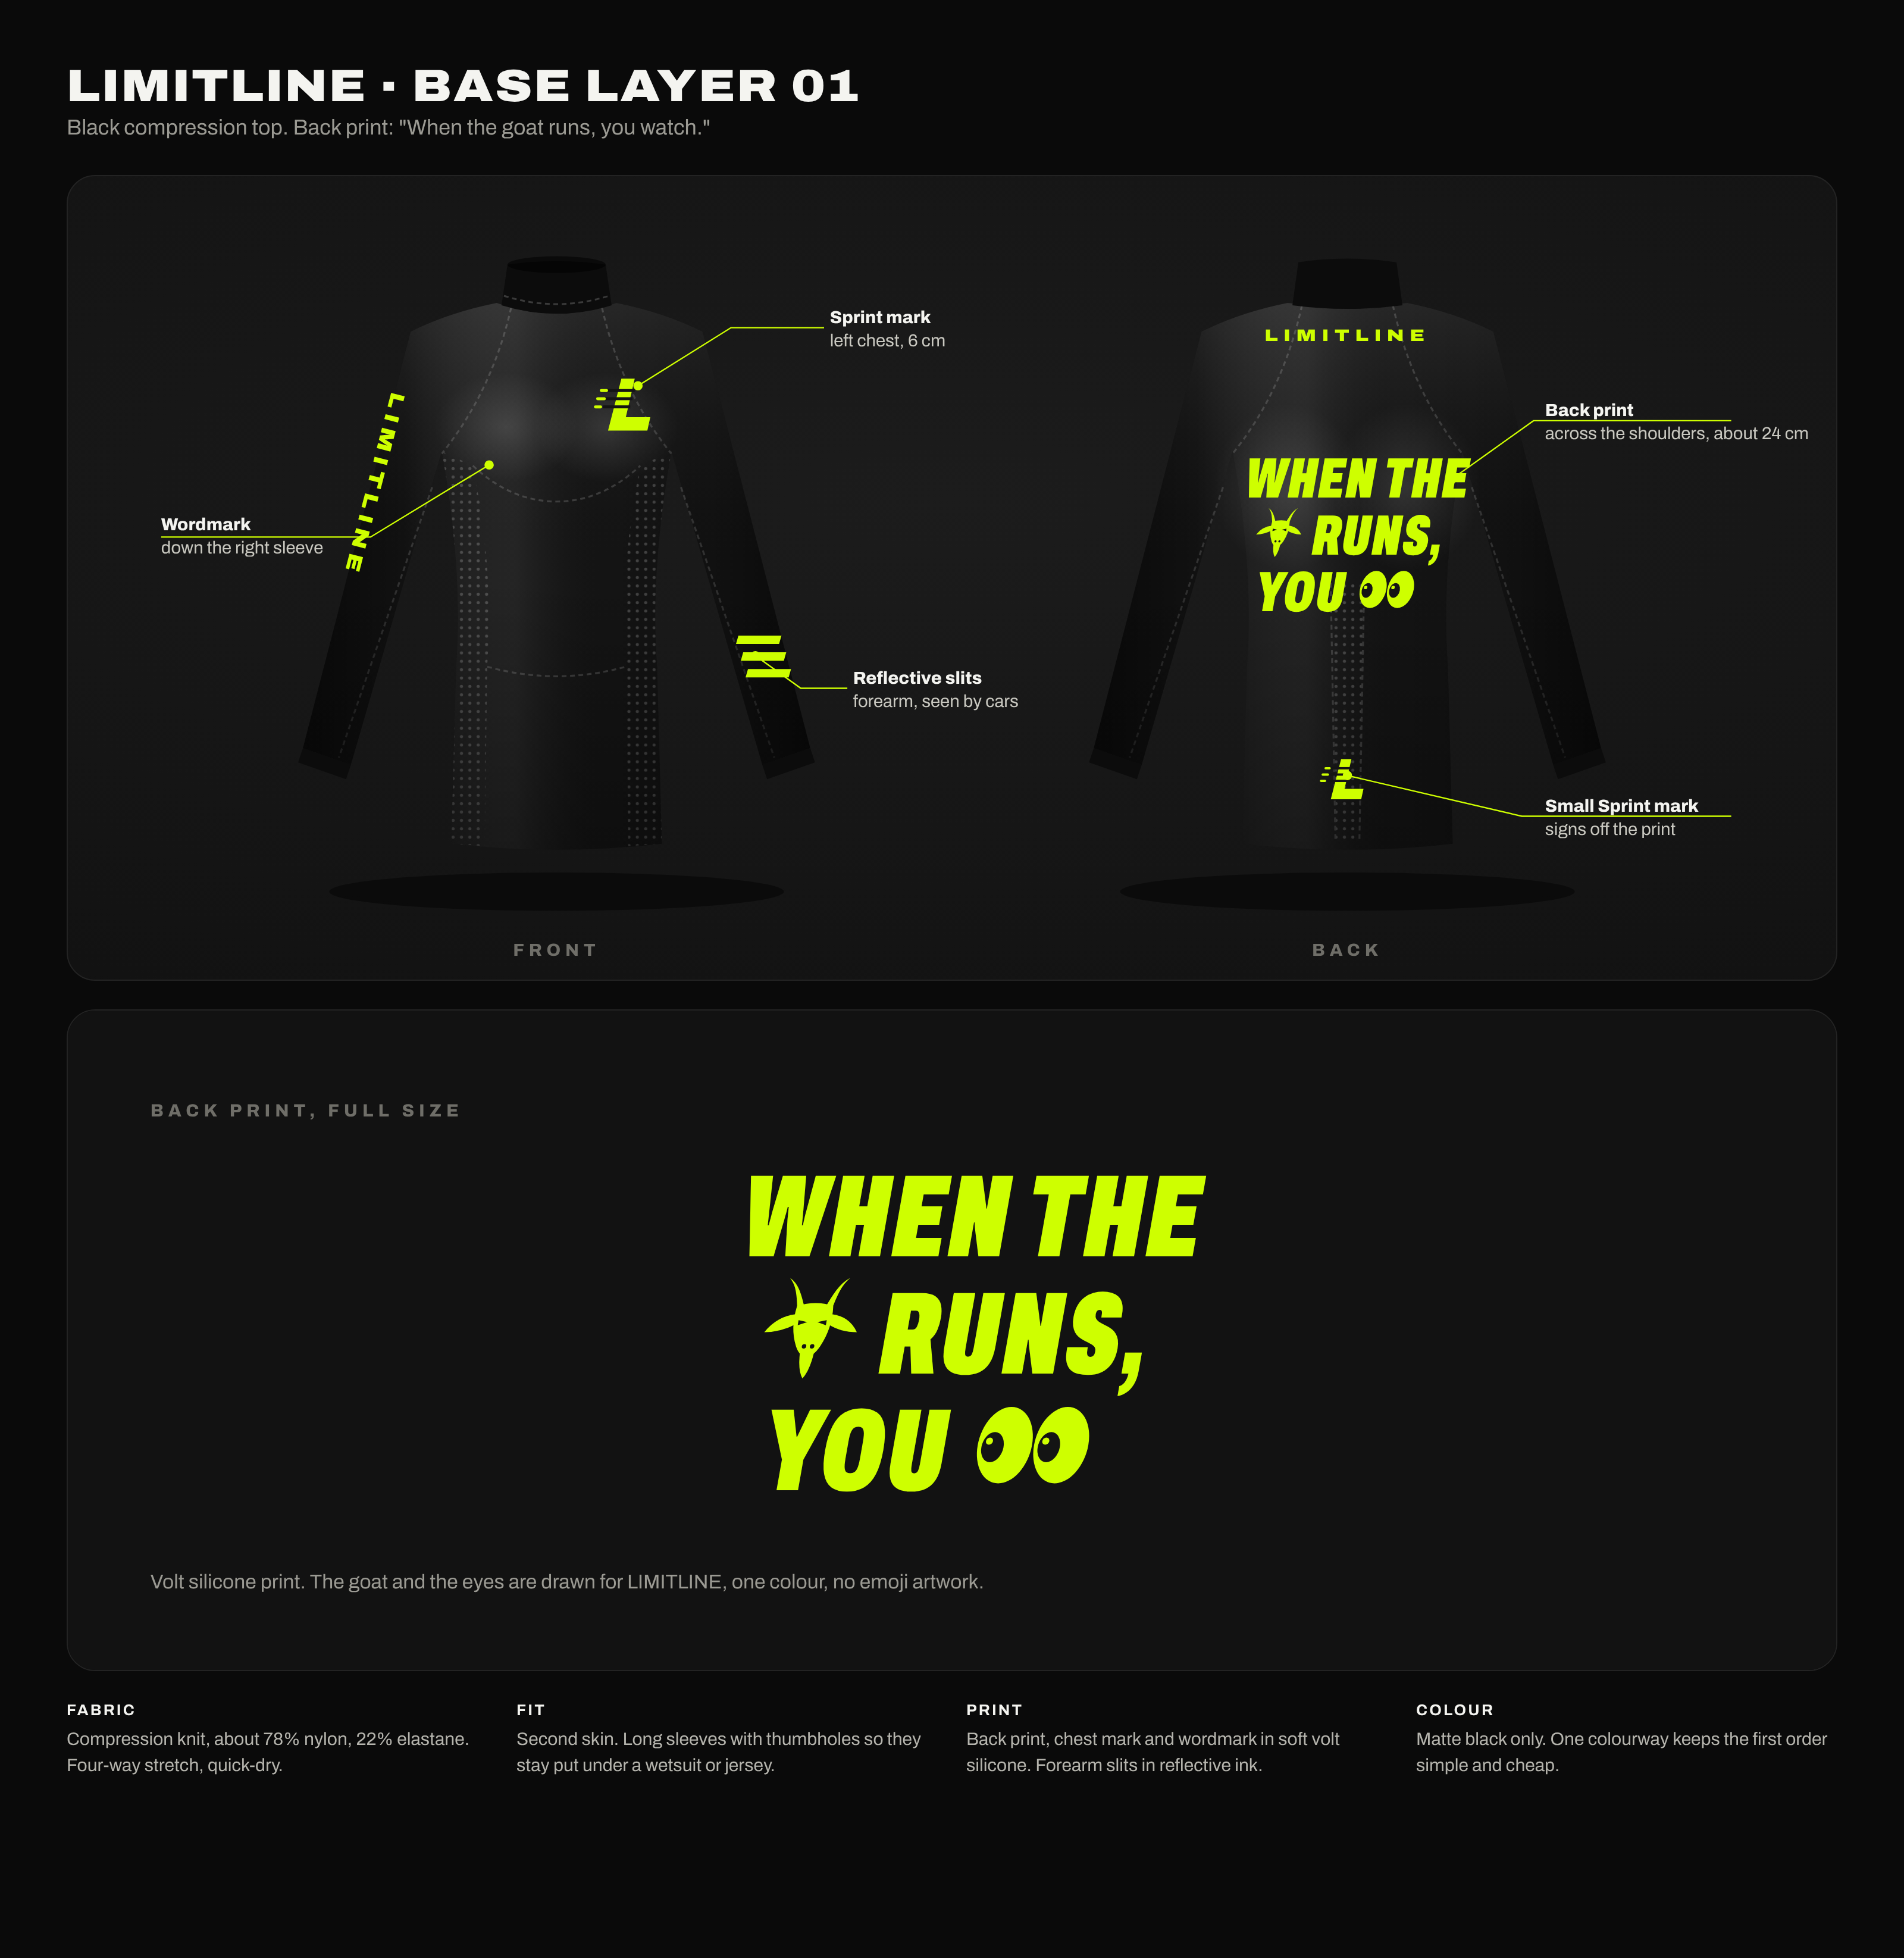 LIMITLINE · BASE LAYER 01
Black compression top. Back print: "When the goat runs, you watch."
Sprint mark
left chest, 6 cm
L
LIMITLINE
Wordmark
down the right sleeve
Reflective slits
forearm, seen by cars
FRONT
LIMITLINE
Back print
across the shoulders, about 24 cm
WHEN THE
RUNS,
YOU
L
Small Sprint mark
signs off the print
BACK
BACK PRINT, FULL SIZE
WHEN THE
RUNS,
YOU
Volt silicone print. The goat and the eyes are drawn for LIMITLINE, one colour, no emoji artwork.
FABRIC
Compression knit, about 78% nylon, 22% elastane.
Four-way stretch, quick-dry.
FIT
Second skin. Long sleeves with thumbholes so they
stay put under a wetsuit or jersey.
PRINT
Back print, chest mark and wordmark in soft volt
silicone. Forearm slits in reflective ink.
COLOUR
Matte black only. One colourway keeps the first order
simple and cheap.